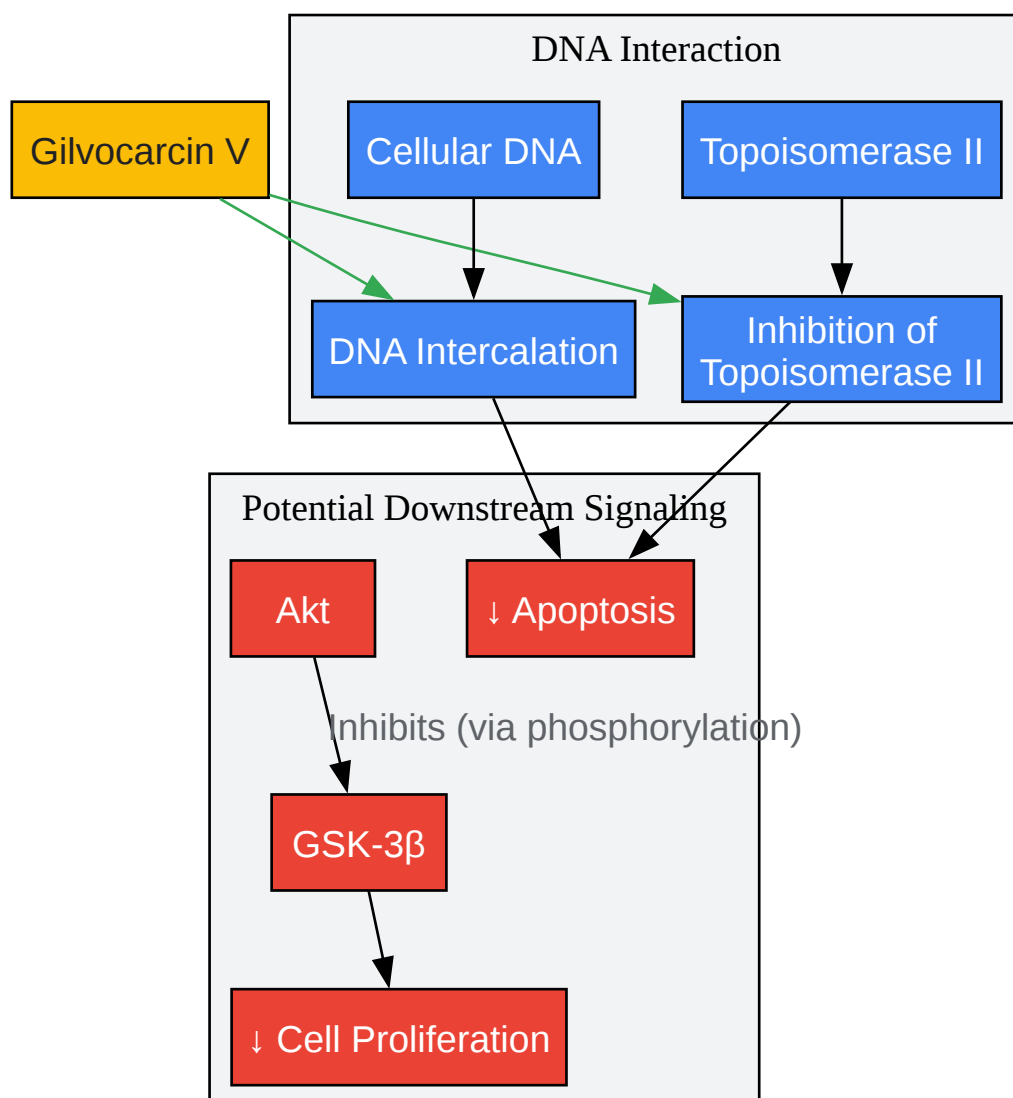 DNA Interaction
Gilvocarcin V
Cellular DNA
Topoisomerase II
DNA Intercalation
Inhibition of
Topoisomerase II
Potential Downstream Signaling
Akt
↓ Apoptosis
Inhibits (via phosphorylation)
GSK-3β
↓ Cell Proliferation